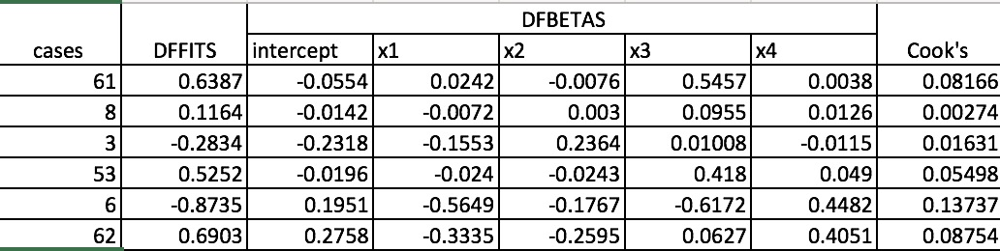 DFBETAS
cases DFFITS intercept x1 x2 x3 x4 Cook's
61 0.6387 -0.0554 0.0242 -0.0076 0.5457 0.0038 0.08166
8 0.1164 -0.0142 -0.0072 0.003 0.0955 0.0126 0.00274
3 -0.2834 -0.2318 -0.1553 0.2364 0.01008 -0.0115 0.01631
53 0.5252 -0.0196 -0.024 -0.0243 0.418 0.049 0.05498
6 -0.8735 0.1951 -0.5649 -0.1767 -0.6172 0.4482 0.13737
62 0.6903 0.2758 -0.3335 -0.2595 0.0627 0.4051 0.08754